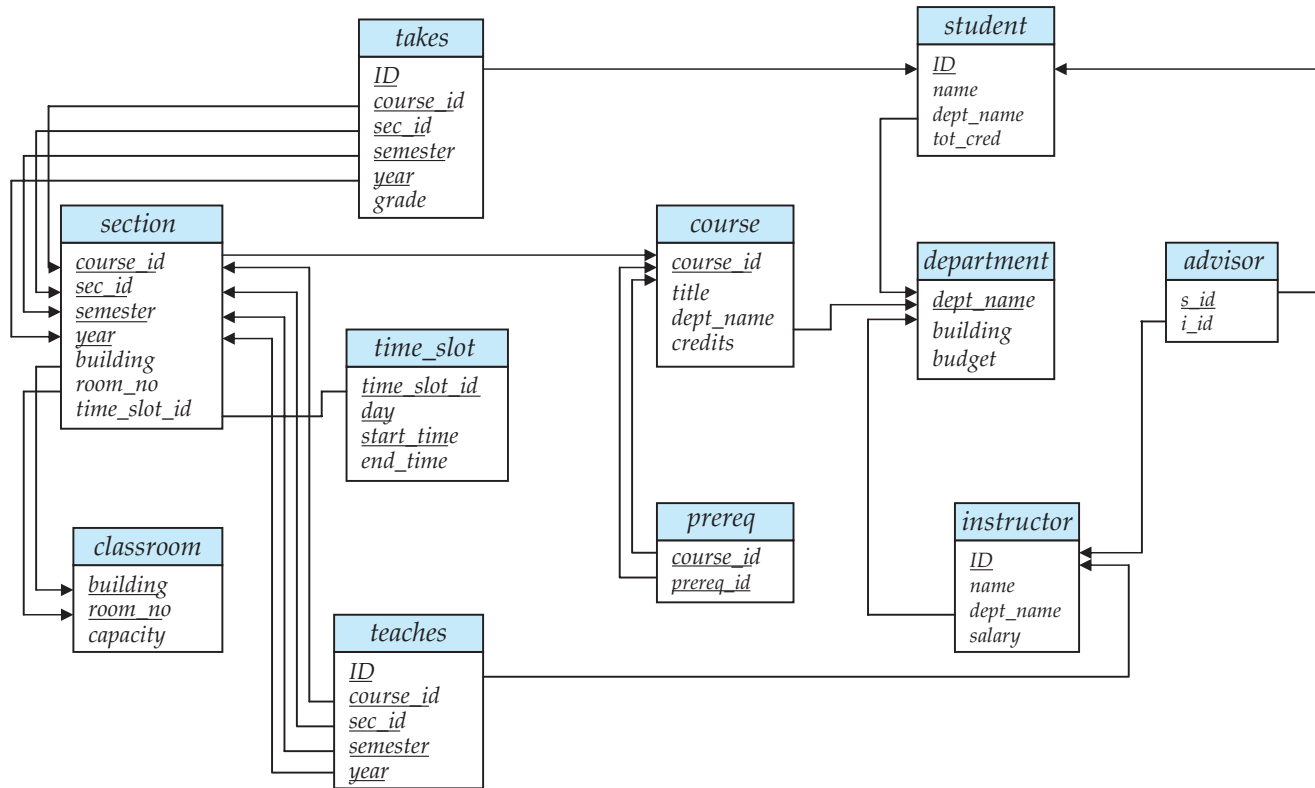 takes
ID
course_id
sec_id
semester
year
grade
student
ID
name
dept_name
tot_cred
section
course_id
sec_id
semester
year
building
room_no
time_slot_id
course
course_id
title
dept_name
credits
department
dept_name
building
budget
advisor
s_id
i_id
time_slot
time_slot_id
day
start_time
end_time
classroom
building
room_no
capacity
prereq
course_id
prereq_id
instructor
ID
name
dept_name
salary
teaches
ID
course_id
sec_id
semester
year